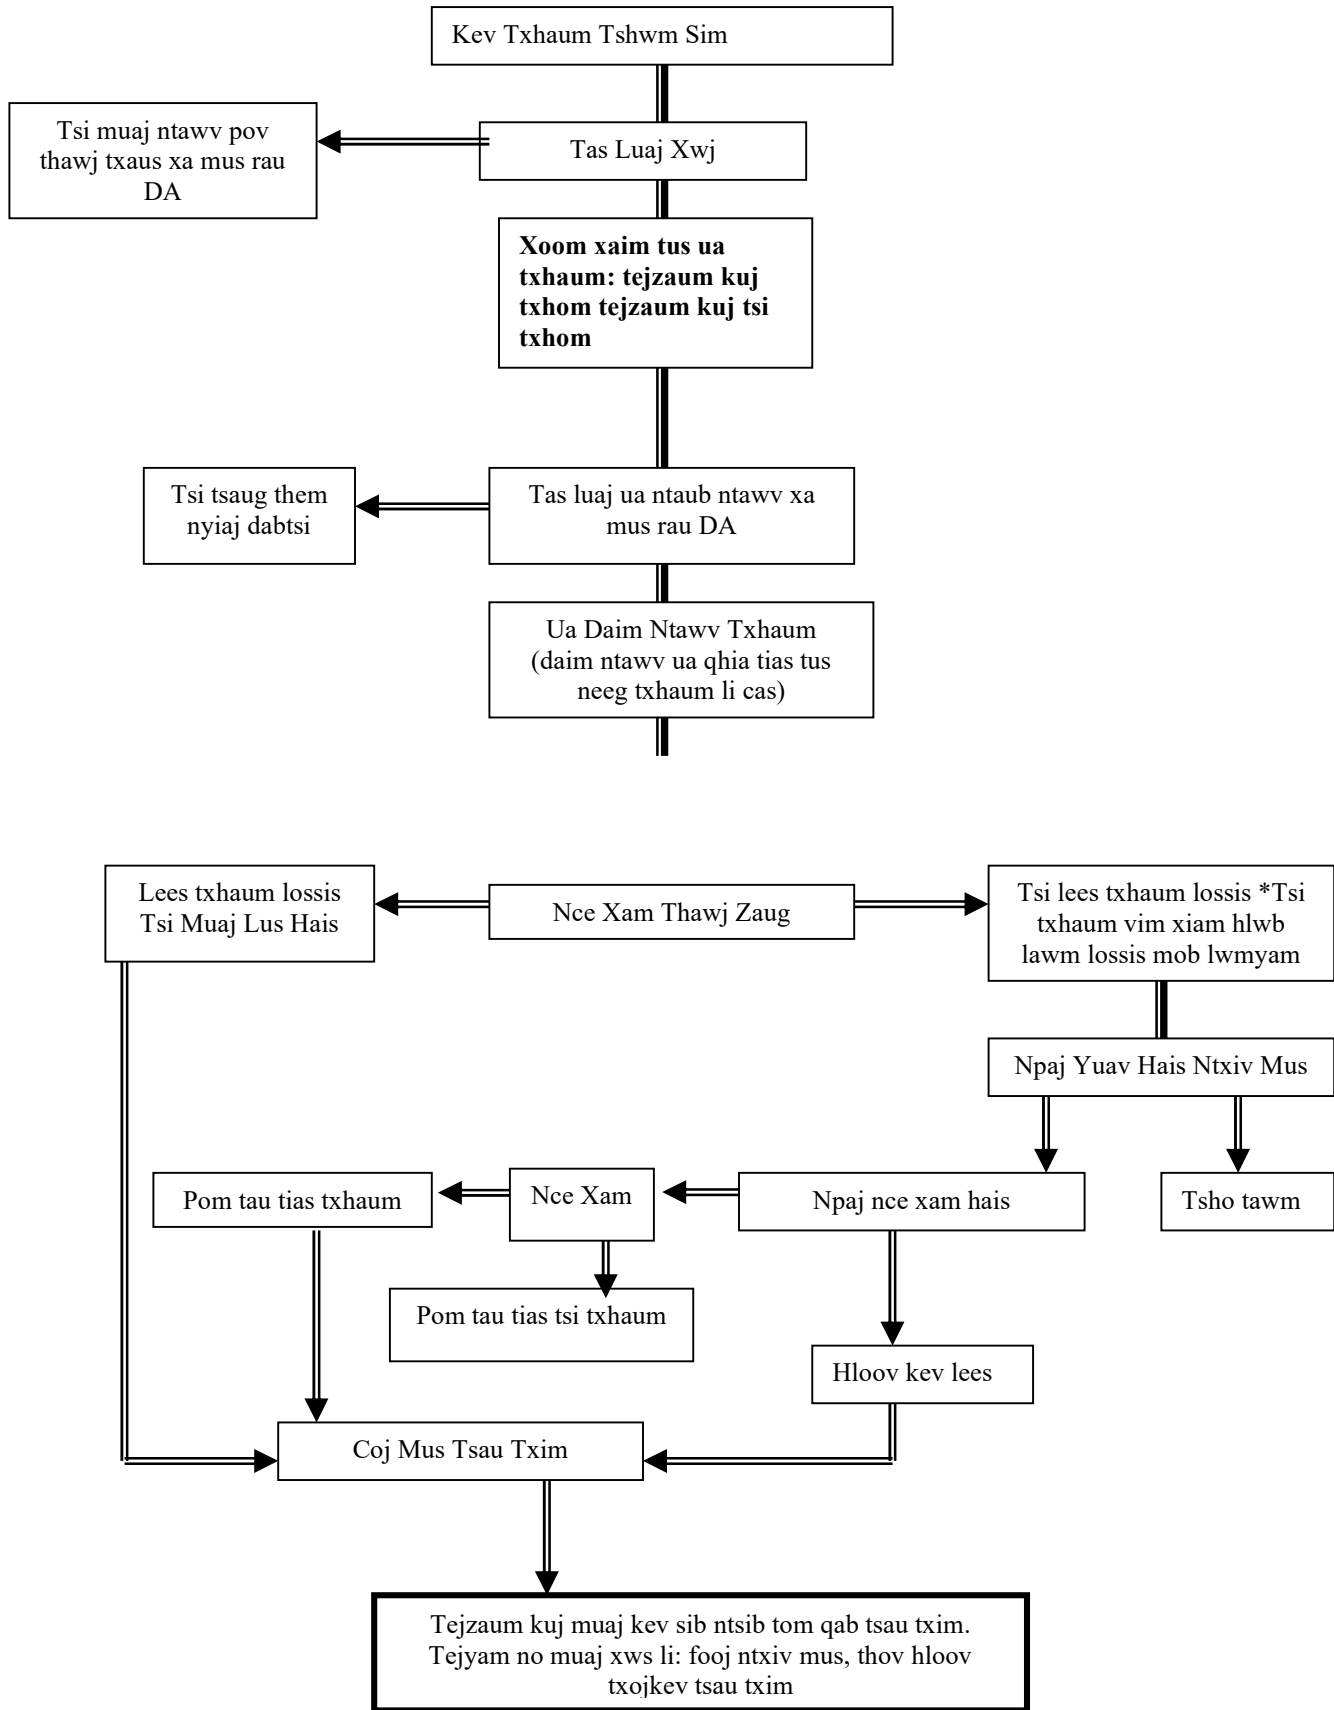 Kev Txhaum Tshwm Sim
Tsi muaj ntawv pov
thawj txaus xa mus rau
DA
Tas Luaj Xwj
Xoom xaim tus ua
txhaum: tejzaum kuj
txhom tejzaum kuj tsi
txhom
Tsi tsaug them
nyiaj dabtsi
Tas luaj ua ntaub ntawv xa
mus rau DA
Ua Daim Ntawv Txhaum
(daim ntawv ua qhia tias tus
neeg txhaum li cas)
Lees txhaum lossis
Tsi Muaj Lus Hais
Nce Xam Thawj Zaug
Tsi lees txhaum lossis *Tsi
txhaum vim xiam hlwb
lawm lossis mob lwmyam
Npaj Yuav Hais Ntxiv Mus
Pom tau tias txhaum
Nce Xam
Npaj nce xam hais
Tsho tawm
Pom tau tias tsi txhaum
Hloov kev lees
Coj Mus Tsau Txim
Tejzaum kuj muaj kev sib ntsib tom qab tsau txim.
Tejyam no muaj xws li: fooj ntxiv mus, thov hloov
txojkev tsau txim